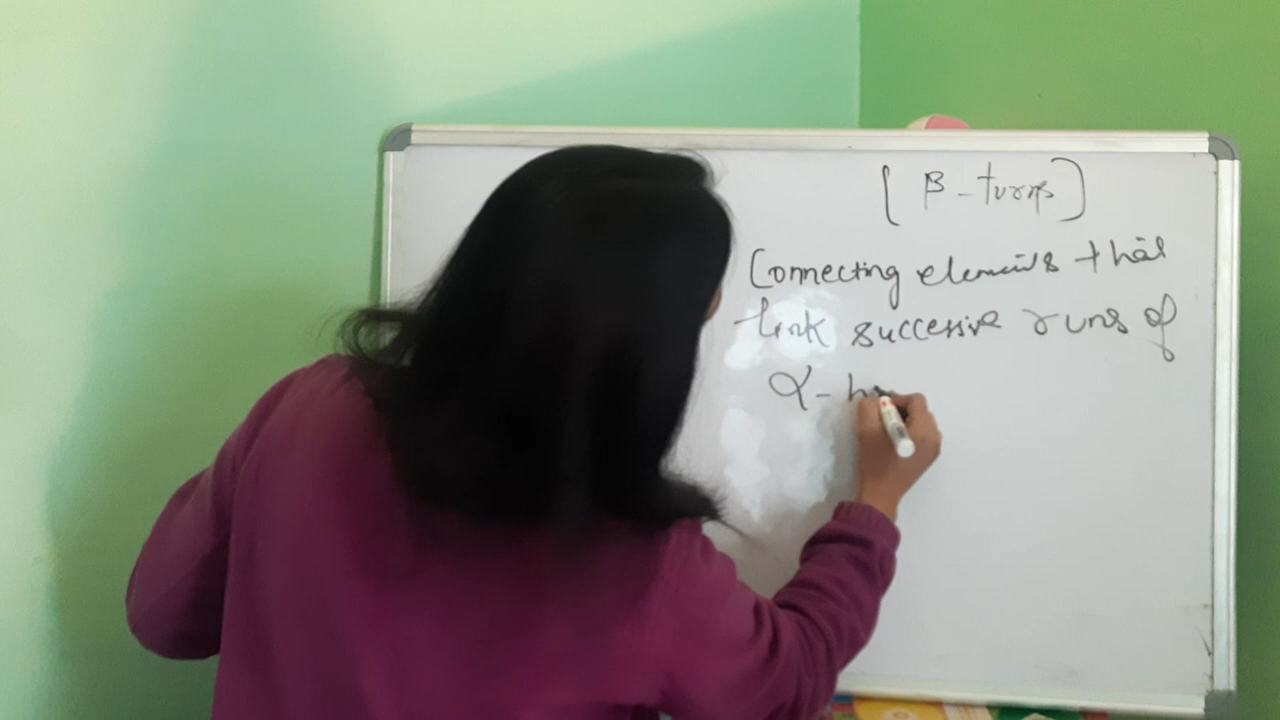 [β-turns]
Connecting elements that
link successive runs of
α-h